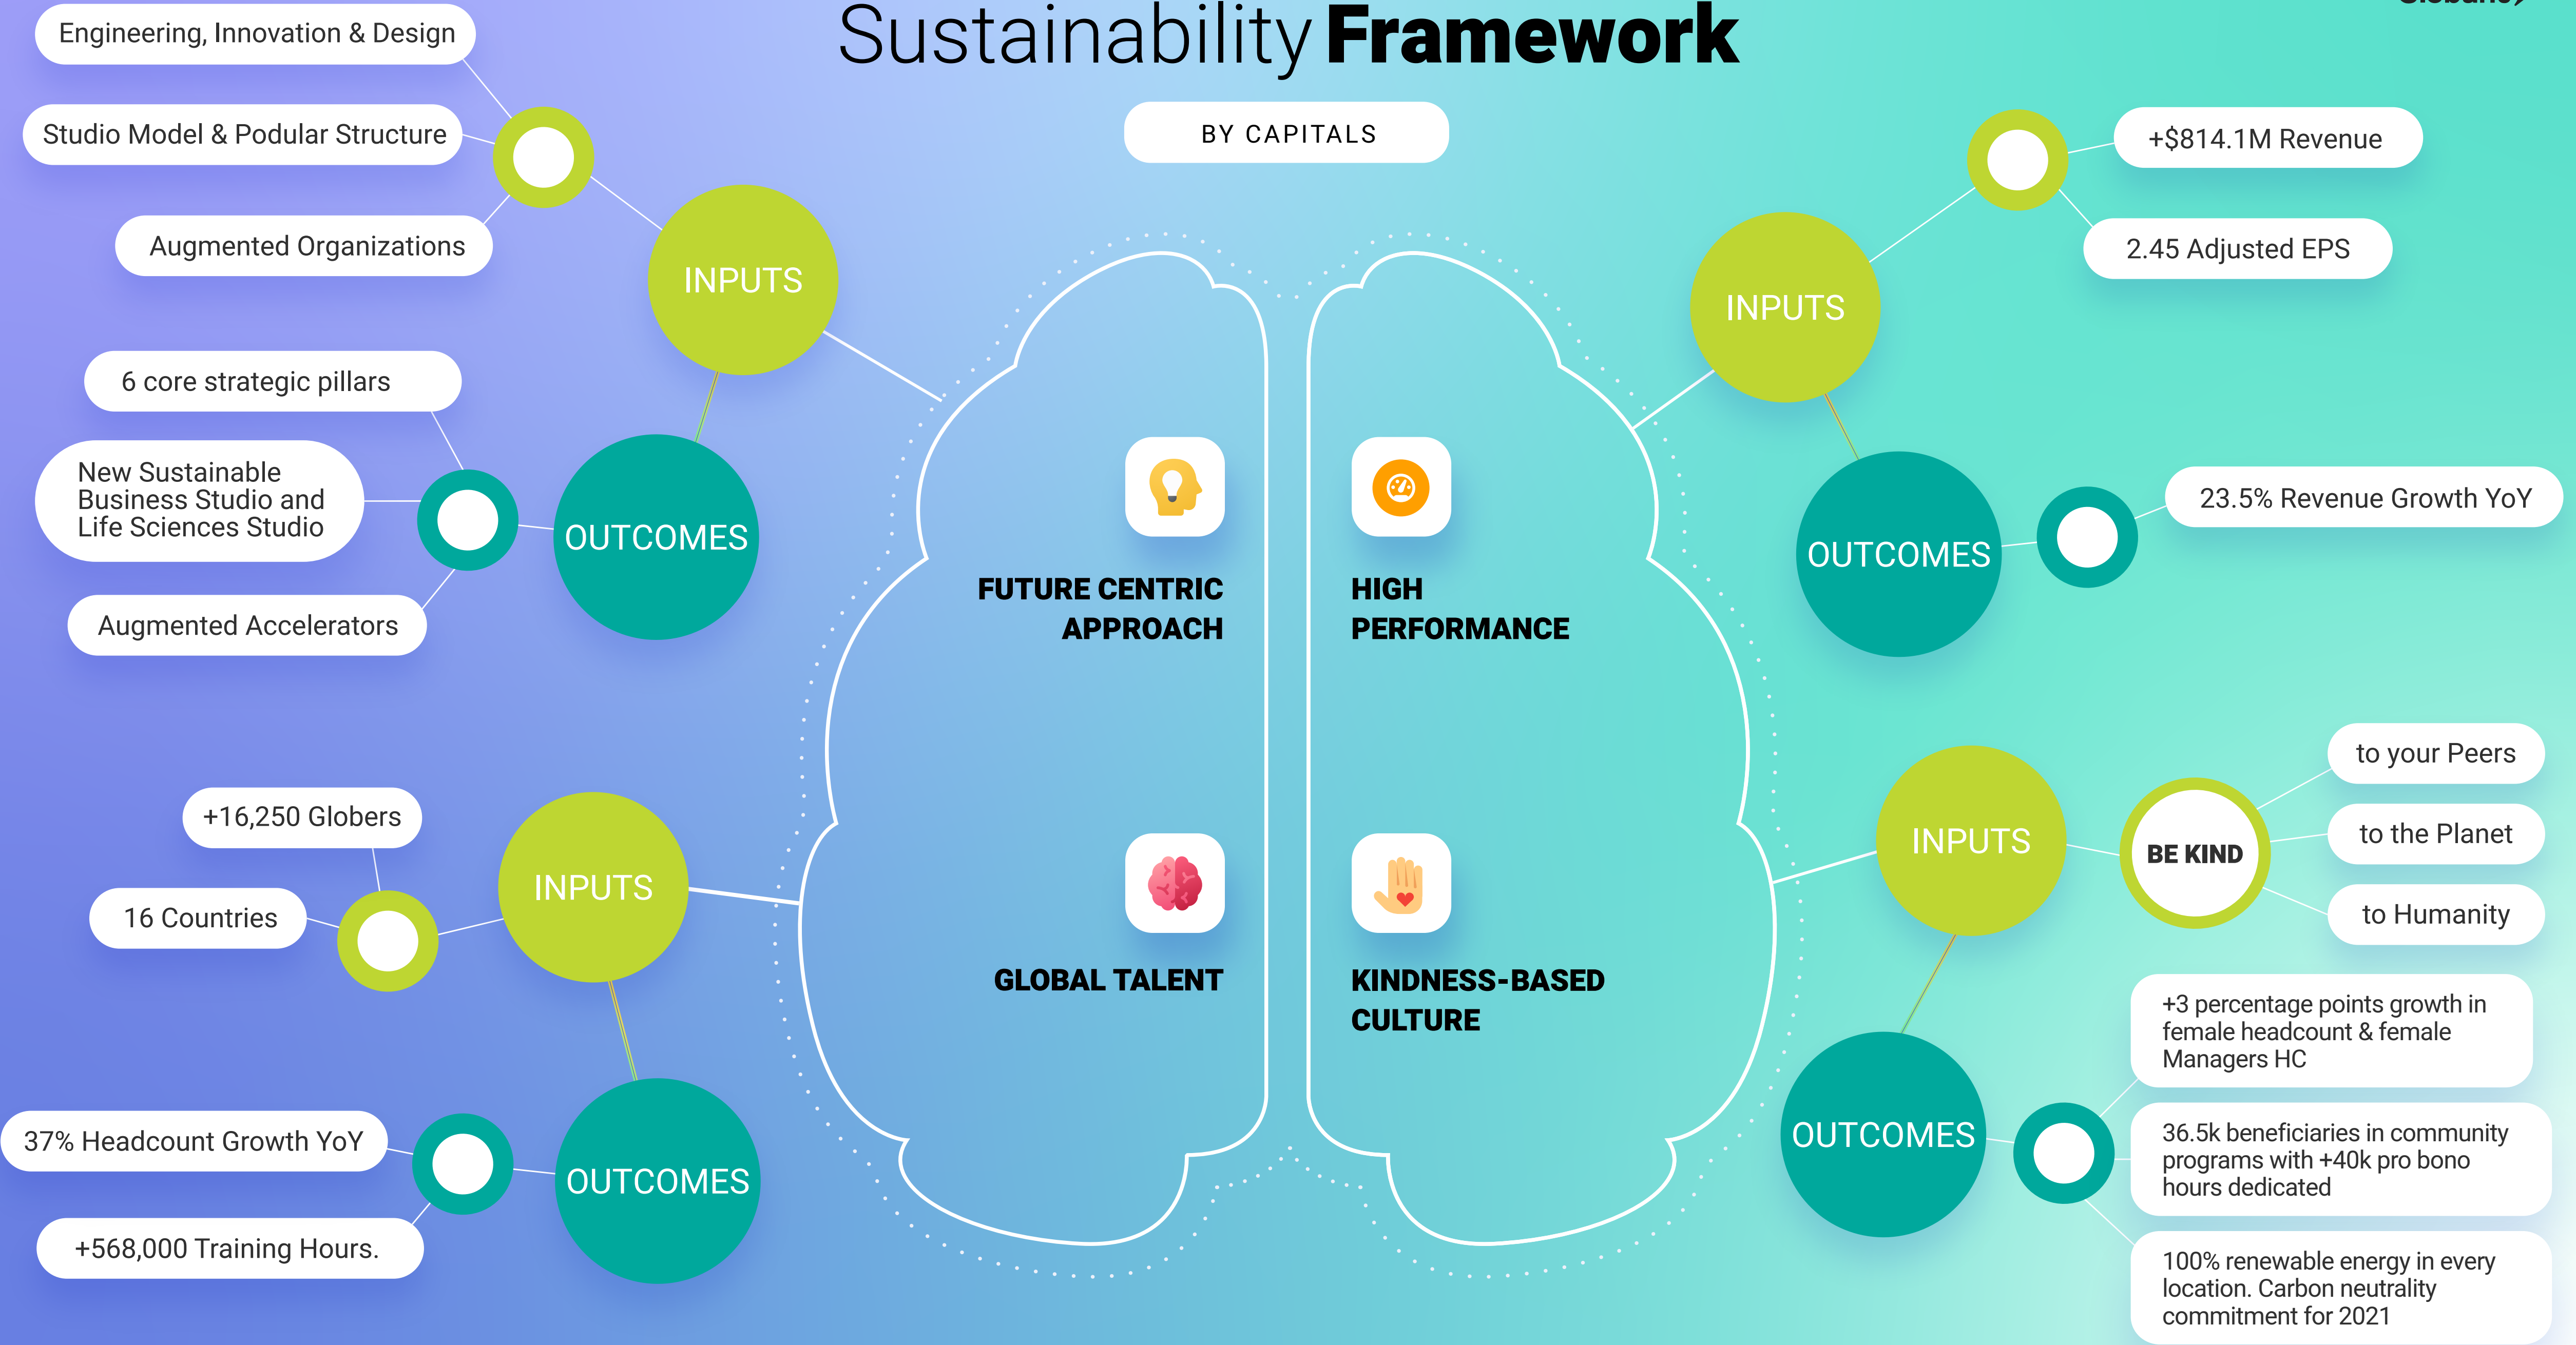 Sustainability Framework
BY CAPITALS
Engineering, Innovation & Design
Studio Model & Podular Structure
Augmented Organizations
INPUTS
6 core strategic pillars
New Sustainable
Business Studio and
Life Sciences Studio
Augmented Accelerators
OUTCOMES
FUTURE CENTRIC
APPROACH
+16,250 Globers
16 Countries
INPUTS
37% Headcount Growth YoY
+568,000 Training Hours.
OUTCOMES
GLOBAL TALENT
HIGH
PERFORMANCE
INPUTS
+$814.1M Revenue
2.45 Adjusted EPS
OUTCOMES
23.5% Revenue Growth YoY
KINDNESS-BASED
CULTURE
INPUTS
BE KIND
to your Peers
to the Planet
to Humanity
OUTCOMES
+3 percentage points growth in
female headcount & female
Managers HC
36.5k beneficiaries in community
programs with +40k pro bono
hours dedicated
100% renewable energy in every
location. Carbon neutrality
commitment for 2021